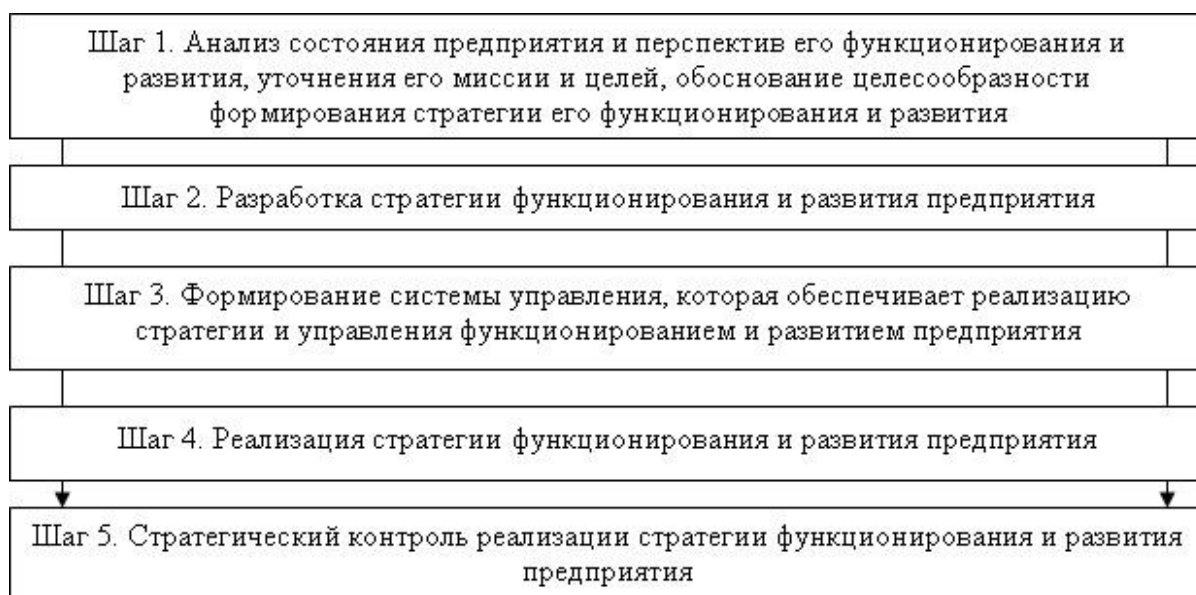 Шаг 1. Анализ состояния предприятия и перспектив его функционирования и
развития, уточнения его миссии и целей, обоснование целесообразности
формирования стратегии его функционирования и развития
Шаг 2. Разработка стратегии функционирования и развития предприятия
Шаг 3. Формирование системы управления, которая обеспечивает реализацию
стратегии и управления функционированием и развитием предприятия
Шаг 4. Реализация стратегии функционирования и развития предприятия
Шаг 5. Стратегический контроль реализации стратегии функционирования и развития
предприятия